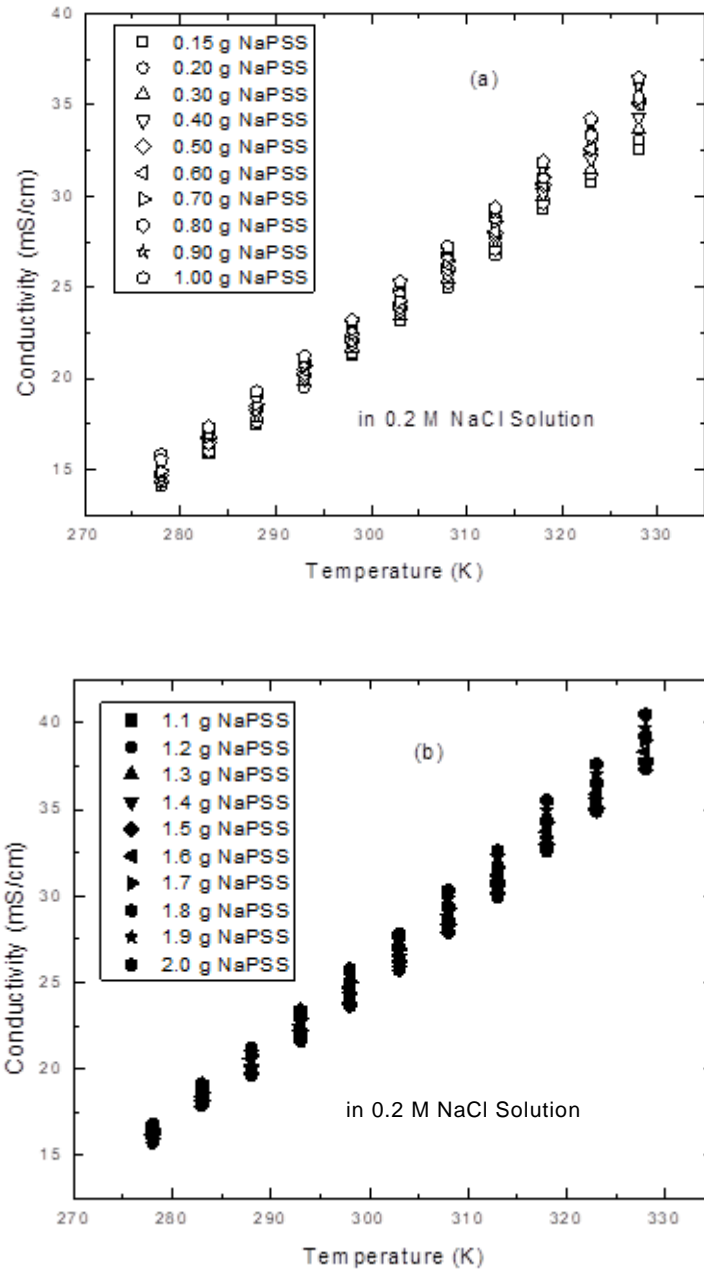 40
35
30
25
20
15
Conductivity (mS/cm)
0.15 g NaPSS
0.20 g NaPSS
0.30 g NaPSS
0.40 g NaPSS
0.50 g NaPSS
0.60 g NaPSS
0.70 g NaPSS
0.80 g NaPSS
0.90 g NaPSS
1.00 g NaPSS
(a)
in 0.2 M NaCl Solution
270 280 290 300 310 320 330
Temperature (K)
40
35
30
25
20
15
Conductivity (mS/cm)
1.1 g NaPSS
1.2 g NaPSS
1.3 g NaPSS
1.4 g NaPSS
1.5 g NaPSS
1.6 g NaPSS
1.7 g NaPSS
1.8 g NaPSS
1.9 g NaPSS
2.0 g NaPSS
(b)
in 0.2 M NaCl Solution
270 280 290 300 310 320 330
Temperature (K)